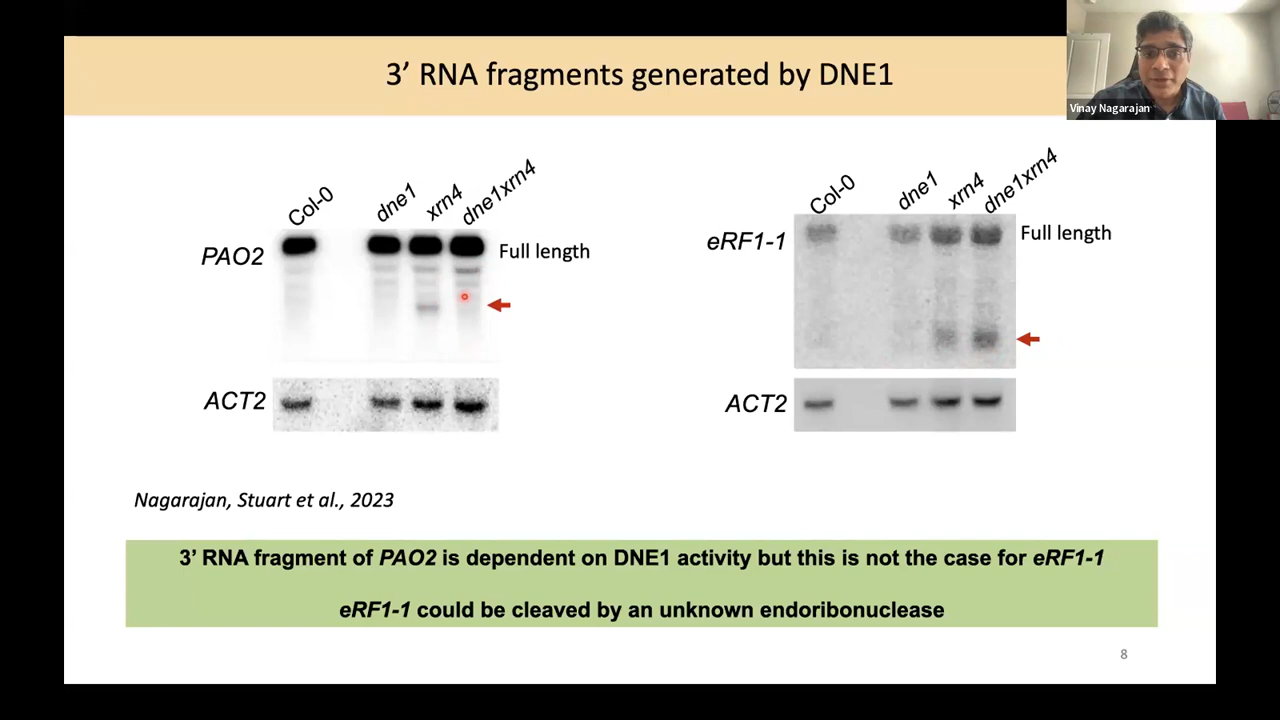 3’ RNA fragments generated by DNE1
Vinay Nagarajan
Col-0
dne1
xrn4
dne1xrn4
PAO2
Full length
ACT2
Col-0
dne1
xrn4
dne1xrn4
eRF1-1
Full length
ACT2
Nagarajan, Stuart et al., 2023
3’ RNA fragment of PAO2 is dependent on DNE1 activity but this is not the case for eRF1-1
eRF1-1 could be cleaved by an unknown endoribonuclease
8